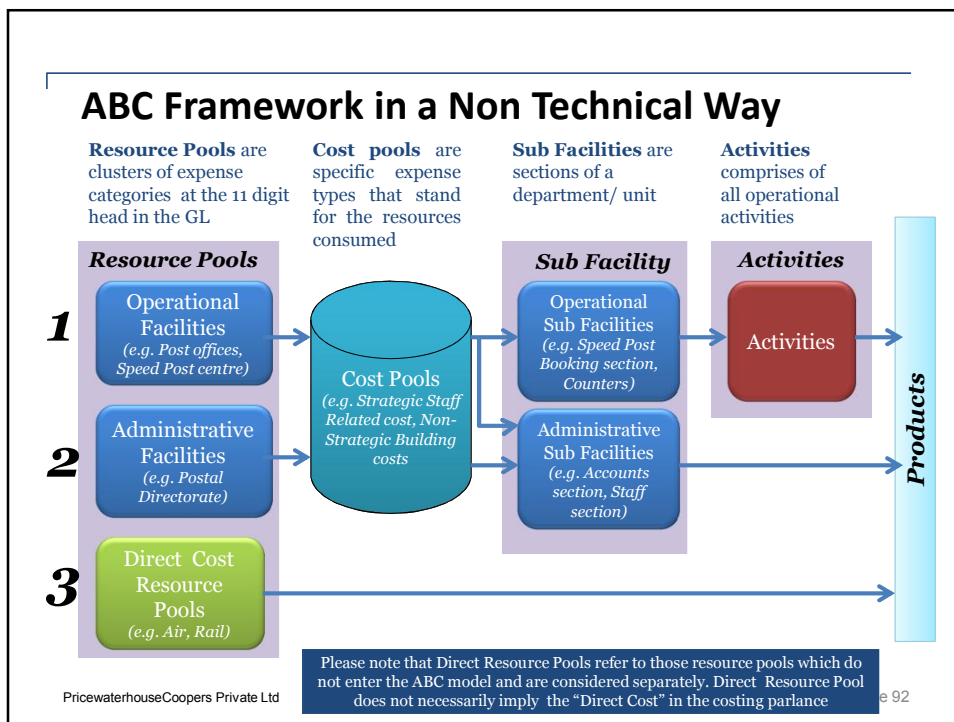 ABC Framework in a Non Technical Way
Resource Pools are
clusters of expense
categories at the 11 digit
head in the GL
Cost pools are
specific expense
types that stand
for the resources
consumed
Sub Facilities are
sections of a
department/ unit
Activities
comprises of
all operational
activities
Resource Pools
Sub Facility
Activities
1
Operational
Facilities
(e.g. Post offices,
Speed Post centre)
Cost Pools
(e.g. Strategic Staff
Related cost, Non-
Strategic Building
costs
Operational
Sub Facilities
(e.g. Speed Post
Booking section,
Counters)
Activities
Products
2
Administrative
Facilities
(e.g. Postal
Directorate)
Administrative
Sub Facilities
(e.g. Accounts
section, Staff
section)
3
Direct Cost
Resource
Pools
(e.g. Air, Rail)
Please note that Direct Resource Pools refer to those resource pools which do
not enter the ABC model and are considered separately. Direct Resource Pool
does not necessarily imply the “Direct Cost” in the costing parlance
PricewaterhouseCoopers Private Ltd
e 92